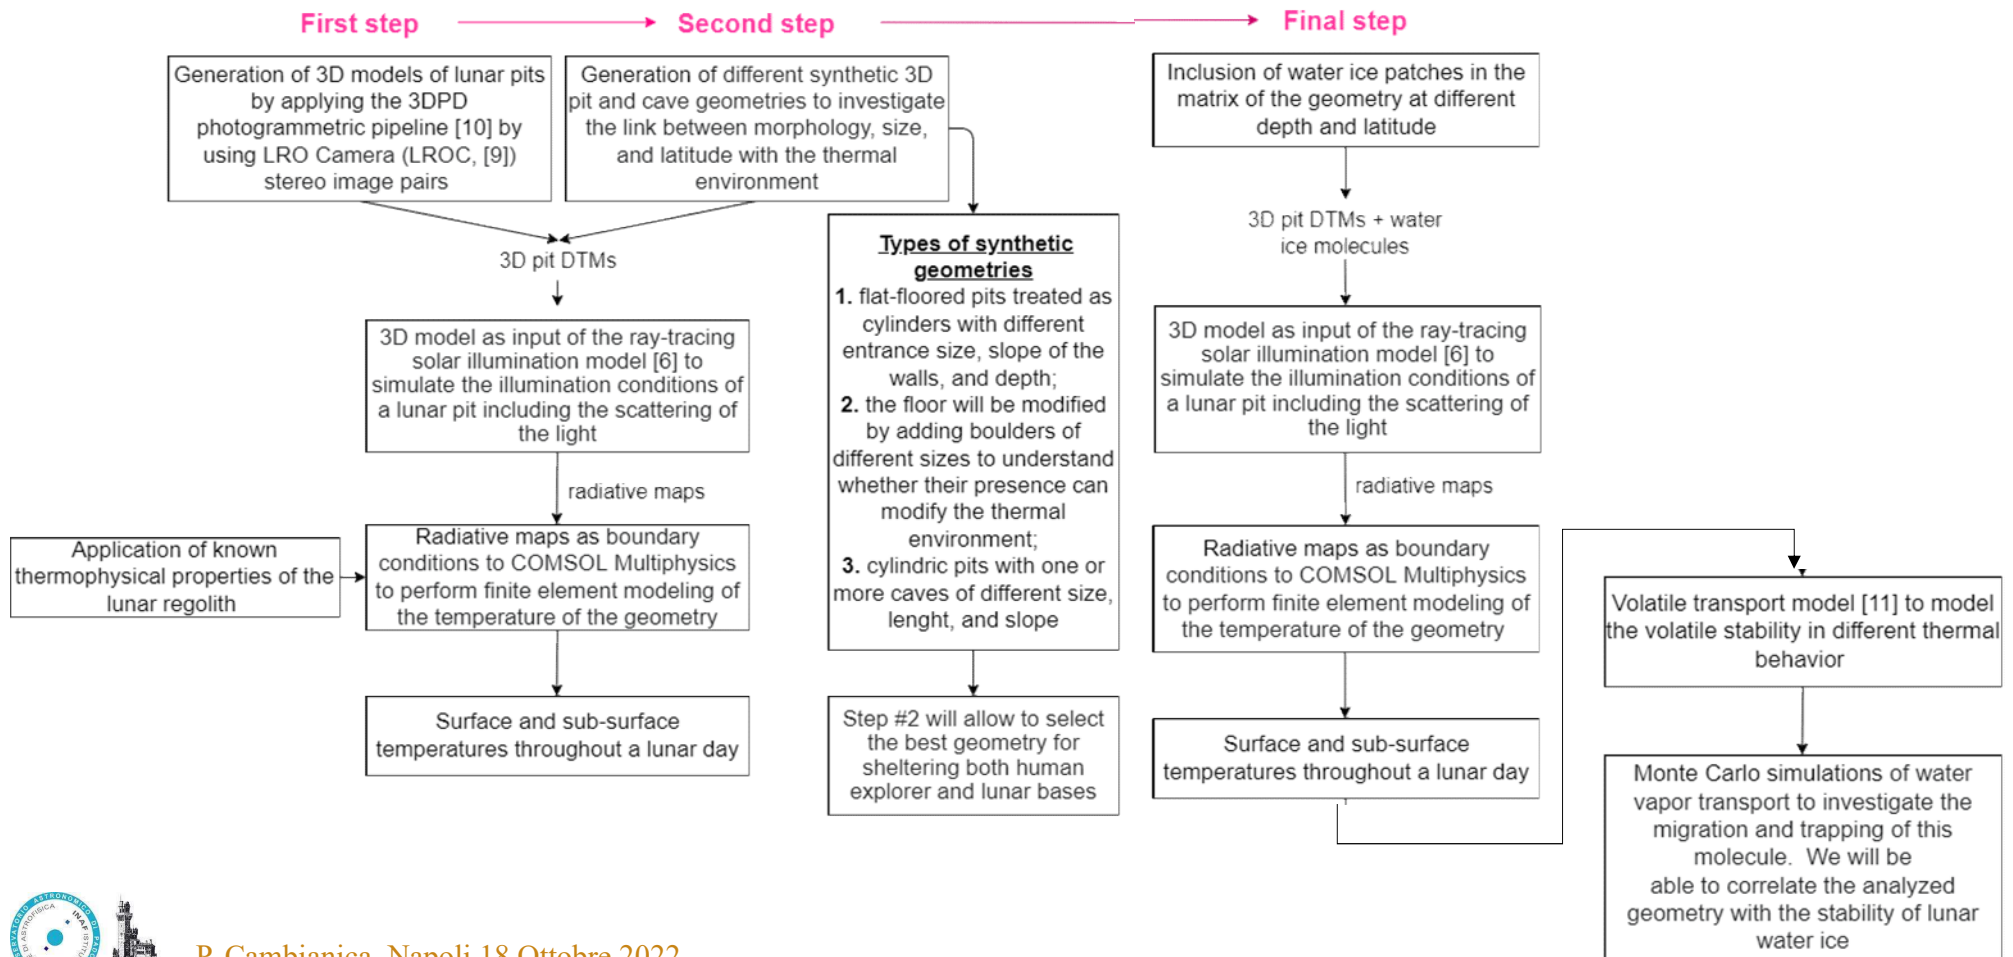 First step
Second step
Final step
Generation of 3D models of lunar pits
by applying the 3DPD
photogrammetric pipeline [10] by
using LRO Camera (LROC, [9])
stereo image pairs
Generation of different synthetic 3D
pit and cave geometries to investigate
the link between morphology, size,
and latitude with the thermal
environment
3D pit DTMs
3D model as input of the ray-tracing
solar illumination model [6] to
simulate the illumination conditions of
a lunar pit including the scattering of
the light
radiative maps
Application of known
thermophysical properties of the
lunar regolith
Radiative maps as boundary
conditions to COMSOL Multiphysics
to perform finite element modeling of
the temperature of the geometry
Surface and sub-surface
temperatures throughout a lunar day
Types of synthetic
geometries
1. flat-floored pits treated as
cylinders with different
entrance size, slope of the
walls, and depth;
2. the floor will be modified
by adding boulders of
different sizes to understand
whether their presence can
modify the thermal
environment;
3. cylindric pits with one or
more caves of different size,
lenght, and slope
Step #2 will allow to select
the best geometry for
sheltering both human
explorer and lunar bases
Inclusion of water ice patches in the
matrix of the geometry at different
depth and latitude
3D pit DTMs + water
ice molecules
3D model as input of the ray-tracing
solar illumination model [6] to
simulate the illumination conditions of
a lunar pit including the scattering of
the light
radiative maps
Radiative maps as boundary
conditions to COMSOL Multiphysics
to perform finite element modeling of
the temperature of the geometry
Surface and sub-surface
temperatures throughout a lunar day
Volatile transport model [11] to model
the volatile stability in different thermal
behavior
Monte Carlo simulations of water
vapor transport to investigate the
migration and trapping of this
molecule. We will be
able to correlate the analyzed
geometry with the stability of lunar
water ice
P. Cambianica, Napoli 18 Ottobre 2022
ASTRONOMICO DI
INAF